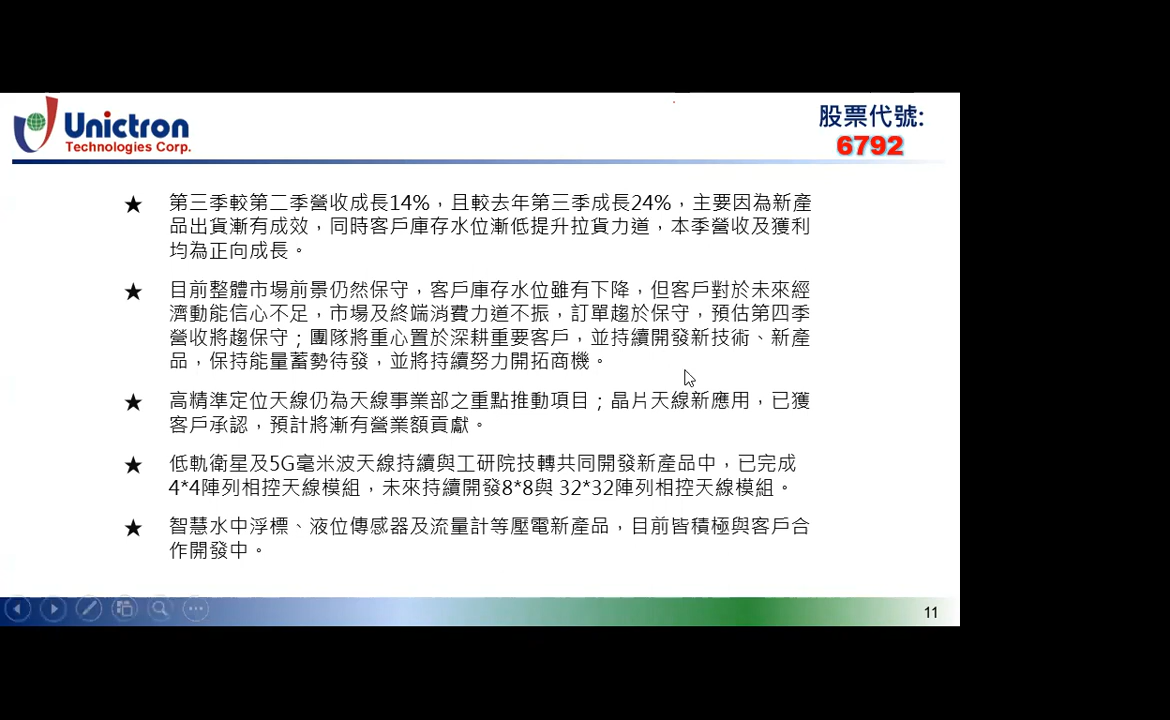 Unictron
Technologies Corp.
股票代號:
6792
★ 第三季較第二季營收成長14%，且較去年第三季成長24%，主要因為新產
品出貨漸有成效，同時客戶庫存水位漸低提升拉貨力道，本季營收及獲利
均為正向成長。
★ 目前整體市場前景仍然保守，客戶庫存水位雖有下降，但客戶對於未來經
濟動能信心不足，市場及終端消費力道不振，訂單趨於保守，預估第四季
營收將趨保守；團隊將重心置於深耕重要客戶，並持續開發新技術、新產
品，保持能量蓄勢待發，並將持續努力開拓商機。
★ 高精準定位天線仍為天線事業部之重點推動項目；晶片天線新應用，已獲
客戶承認，預計將漸有營業額貢獻。
★ 低軌衛星及5G毫米波天線持續與工研院技轉共同開發新產品中，已完成
4*4陣列相控天線模組，未來持續開發8*8與 32*32陣列相控天線模組。
★ 智慧水中浮標、液位傳感器及流量計等壓電新產品，目前皆積極與客戶合
作開發中。
11